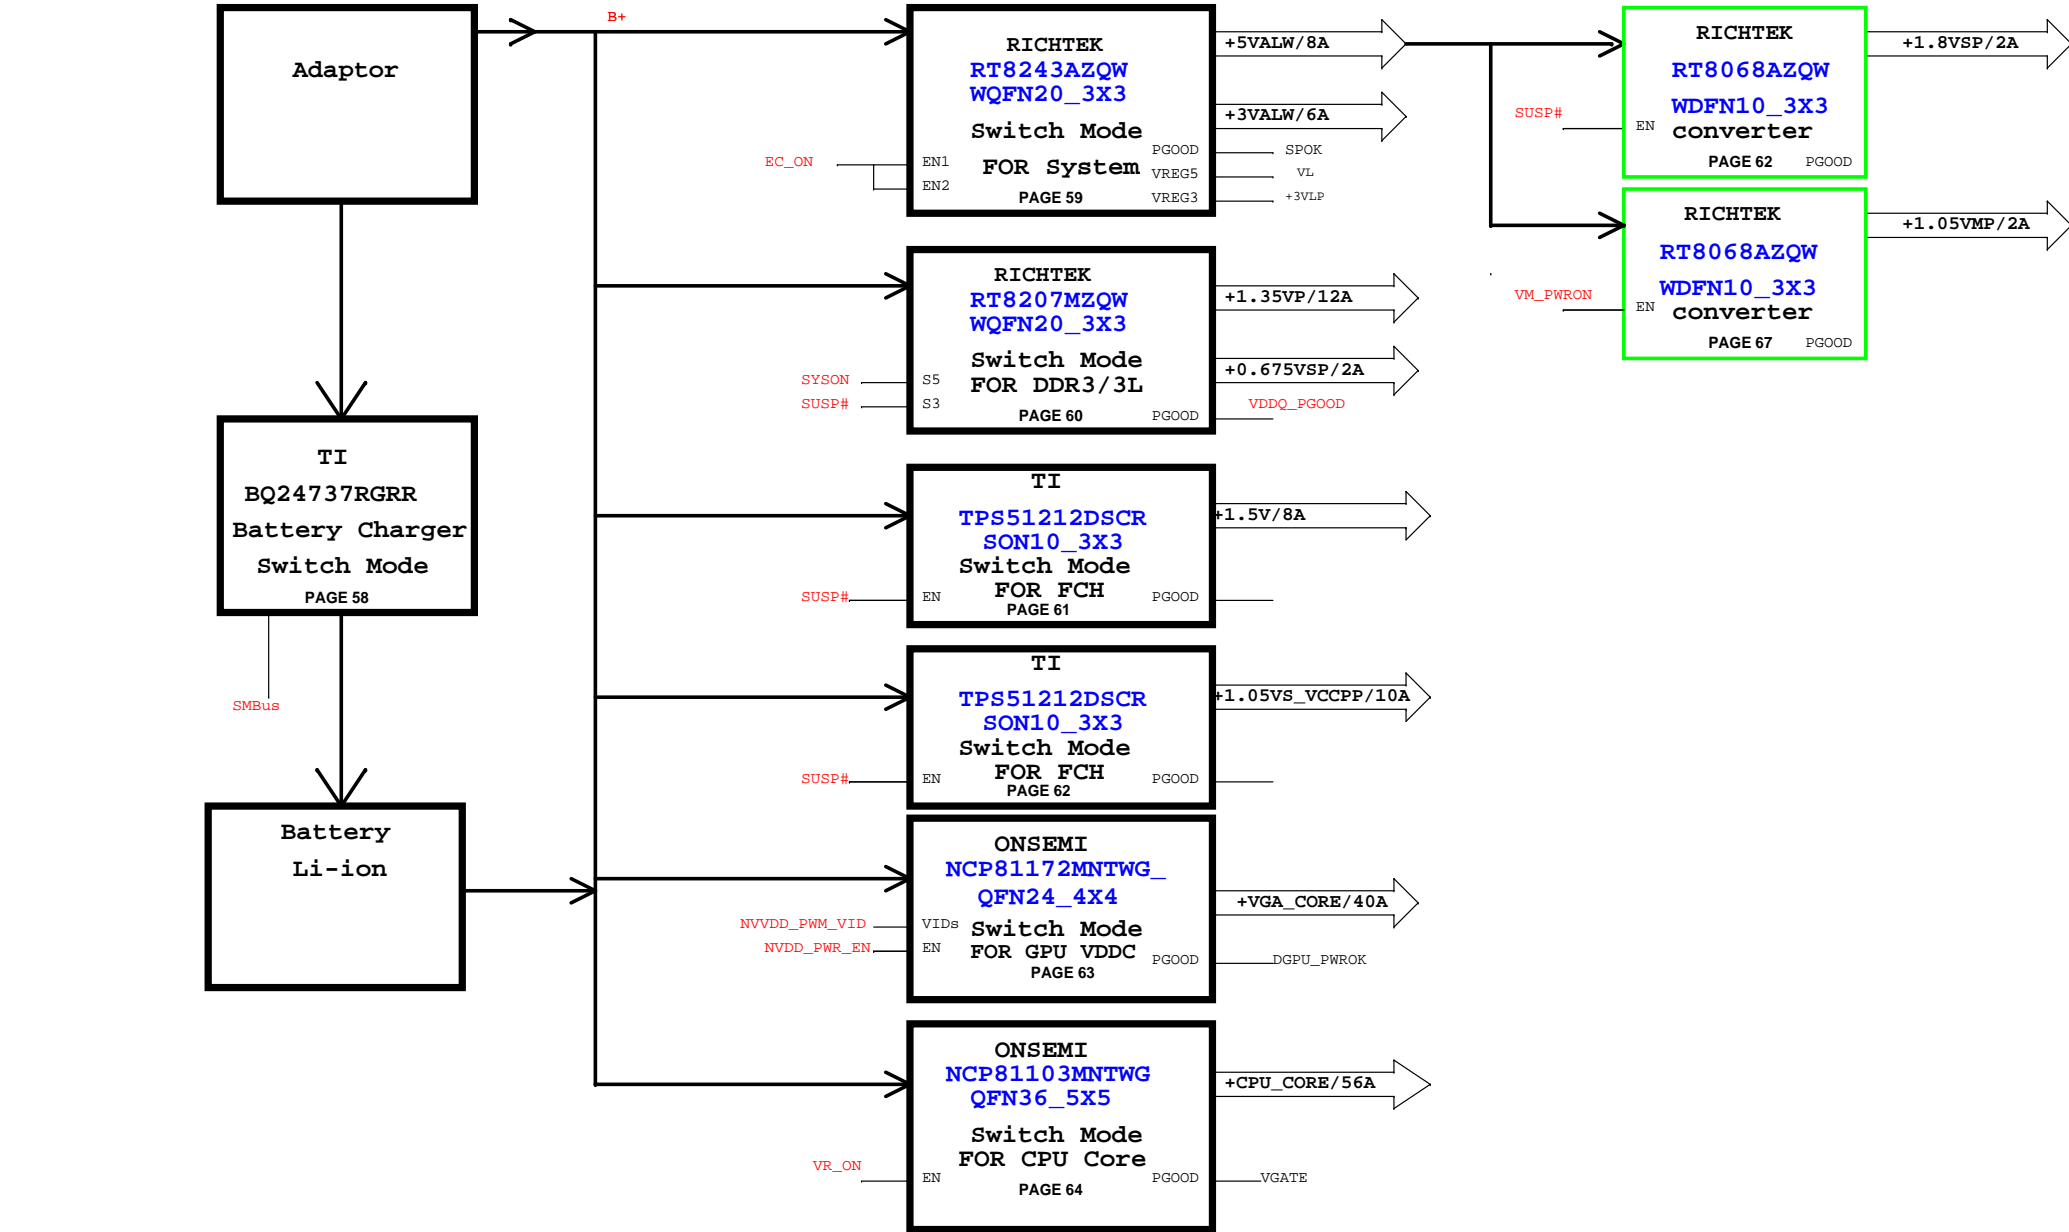 B+
Adaptor
RICHTEK
RT8243AZQW
WQFN20_3X3
Switch Mode
FOR System
PAGE 59
EC_ON
EN1
EN2
PGOOD
VREG5
VREG3
SPOK
VL
+3VLP
+5VALW/8A
+3VALW/6A
RICHTEK
RT8068AZQW
WDFN10_3X3
converter
PAGE 62
SUSP#
EN
PGOOD
+1.8VSP/2A
RICHTEK
RT8068AZQW
WDFN10_3X3
converter
PAGE 67
VM_PWRON
EN
PGOOD
+1.05VMP/2A
RICHTEK
RT8207MZQW
WQFN20_3X3
Switch Mode
FOR DDR3/3L
PAGE 60
SYSON
S5
SUSP#
S3
PGOOD
VDDQ_PGOOD
+1.35VP/12A
+0.675VSP/2A
TI
BQ24737RGRR
Battery Charger
Switch Mode
PAGE 58
SMBus
TI
TPS51212DSCR
SON10_3X3
Switch Mode
FOR FCH
PAGE 61
SUSP#
EN
PGOOD
+1.5V/8A
TI
TPS51212DSCR
SON10_3X3
Switch Mode
FOR FCH
PAGE 62
SUSP#
EN
PGOOD
+1.05VS_VCCPP/10A
Battery
Li-ion
ONSEMI
NCP81172MNTWG_
QFN24_4X4
Switch Mode
FOR GPU VDDC
PAGE 63
NVVDD_PWM_VID
VIDs
NVDD_PWR_EN
EN
PGOOD
DGPU_PWROK
+VGA_CORE/40A
ONSEMI
NCP81103MNTWG
QFN36_5X5
Switch Mode
FOR CPU Core
PAGE 64
VR_ON
EN
PGOOD
VGATE
+CPU_CORE/56A